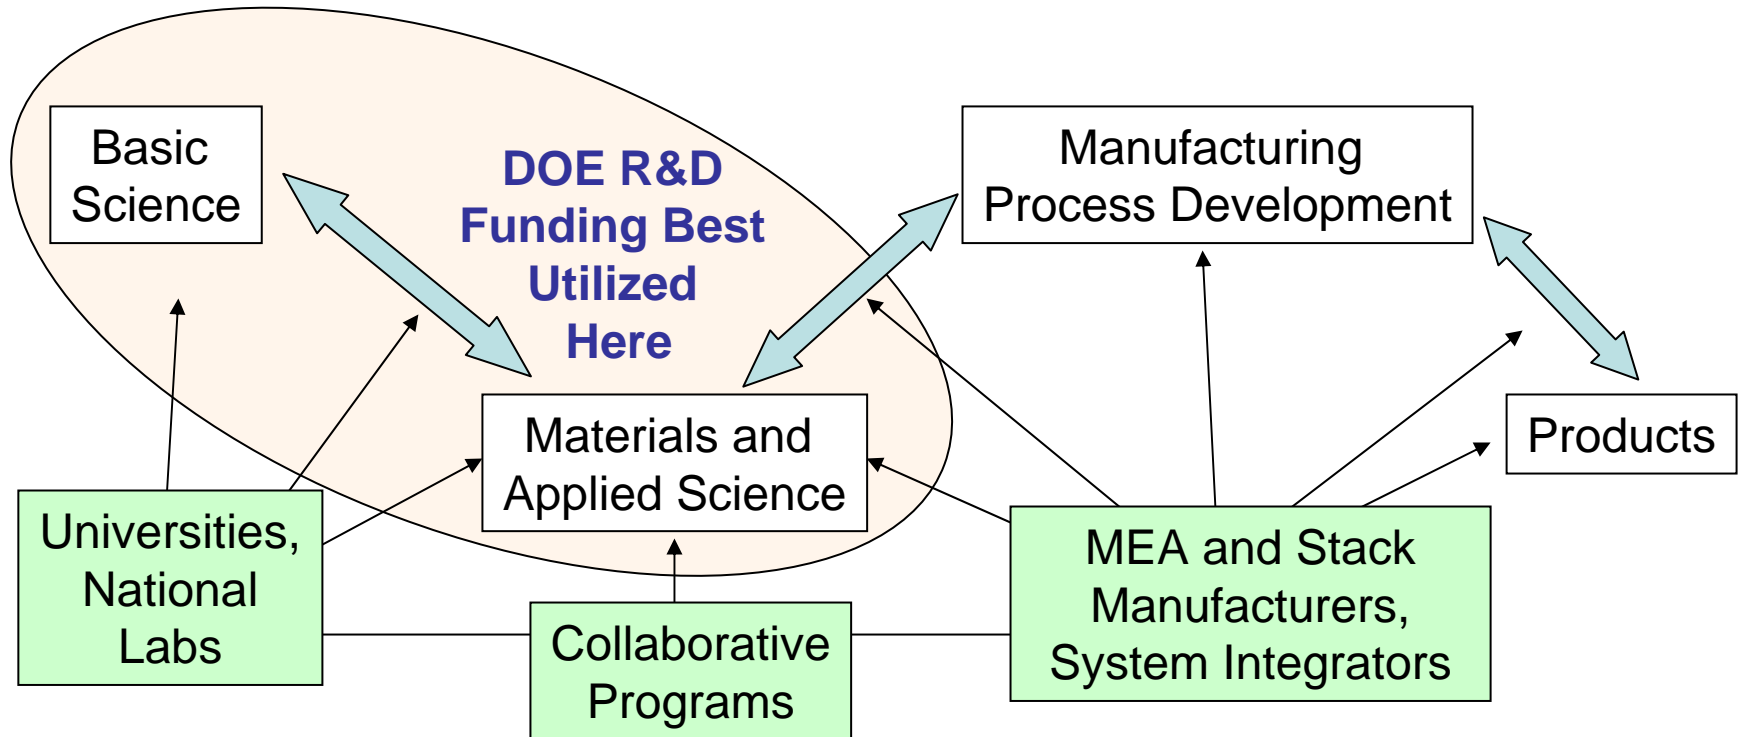 Basic
Science
DOE R&D
Funding Best
Utilized
Here
Manufacturing
Process Development
Materials and
Applied Science
Products
Universities,
National
Labs
Collaborative
Programs
MEA and Stack
Manufacturers,
System Integrators